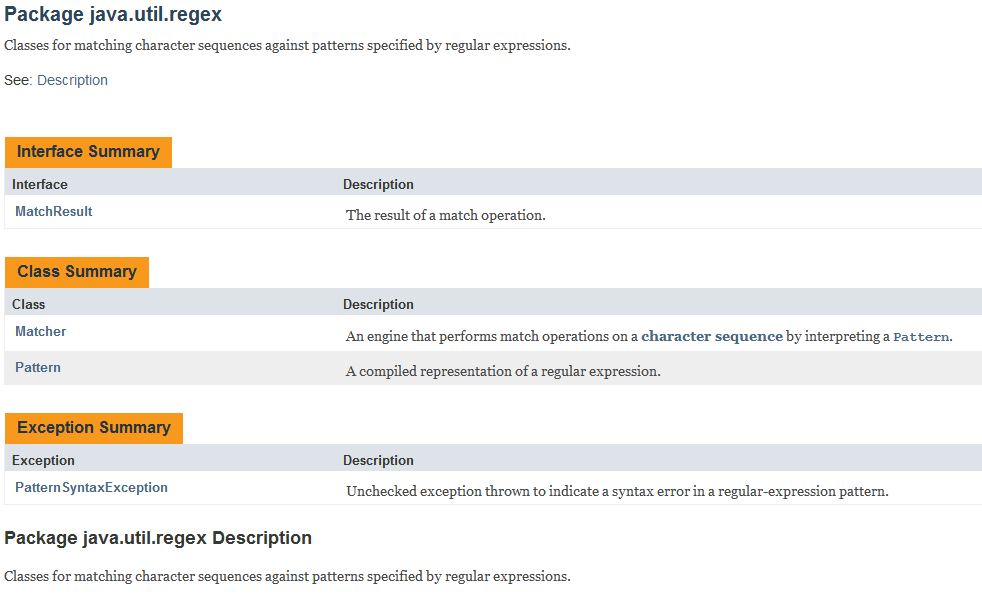 Package java.util.regex
Classes for matching character sequences against patterns specified by regular expressions.
See: Description
Interface Summary
Interface Description
MatchResult The result of a match operation.
Class Summary
Class Description
Matcher An engine that performs match operations on a character sequence by interpreting a Pattern.
Pattern A compiled representation of a regular expression.
Exception Summary
Exception Description
PatternSyntaxException Unchecked exception thrown to indicate a syntax error in a regular-expression pattern.
Package java.util.regex Description
Classes for matching character sequences against patterns specified by regular expressions.